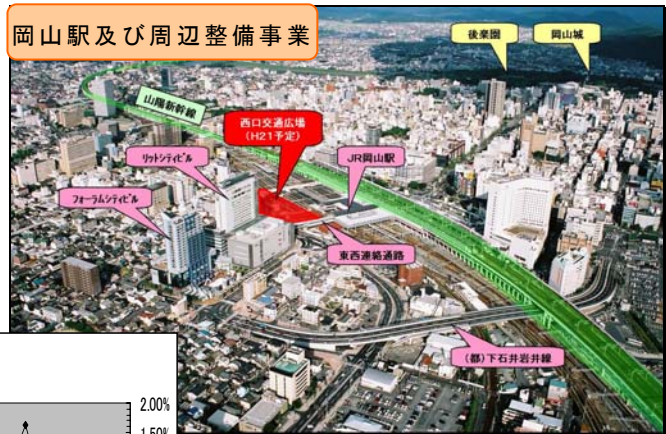 岡山駅及び周辺整備事業
後楽園
岡山城
山陽新幹線
西口交通広場
(H21予定)
リットシティビル
JR岡山駅
フォーラムシティビル
東西連絡通路
(都)下石井岩井線
2.00%
1.50%